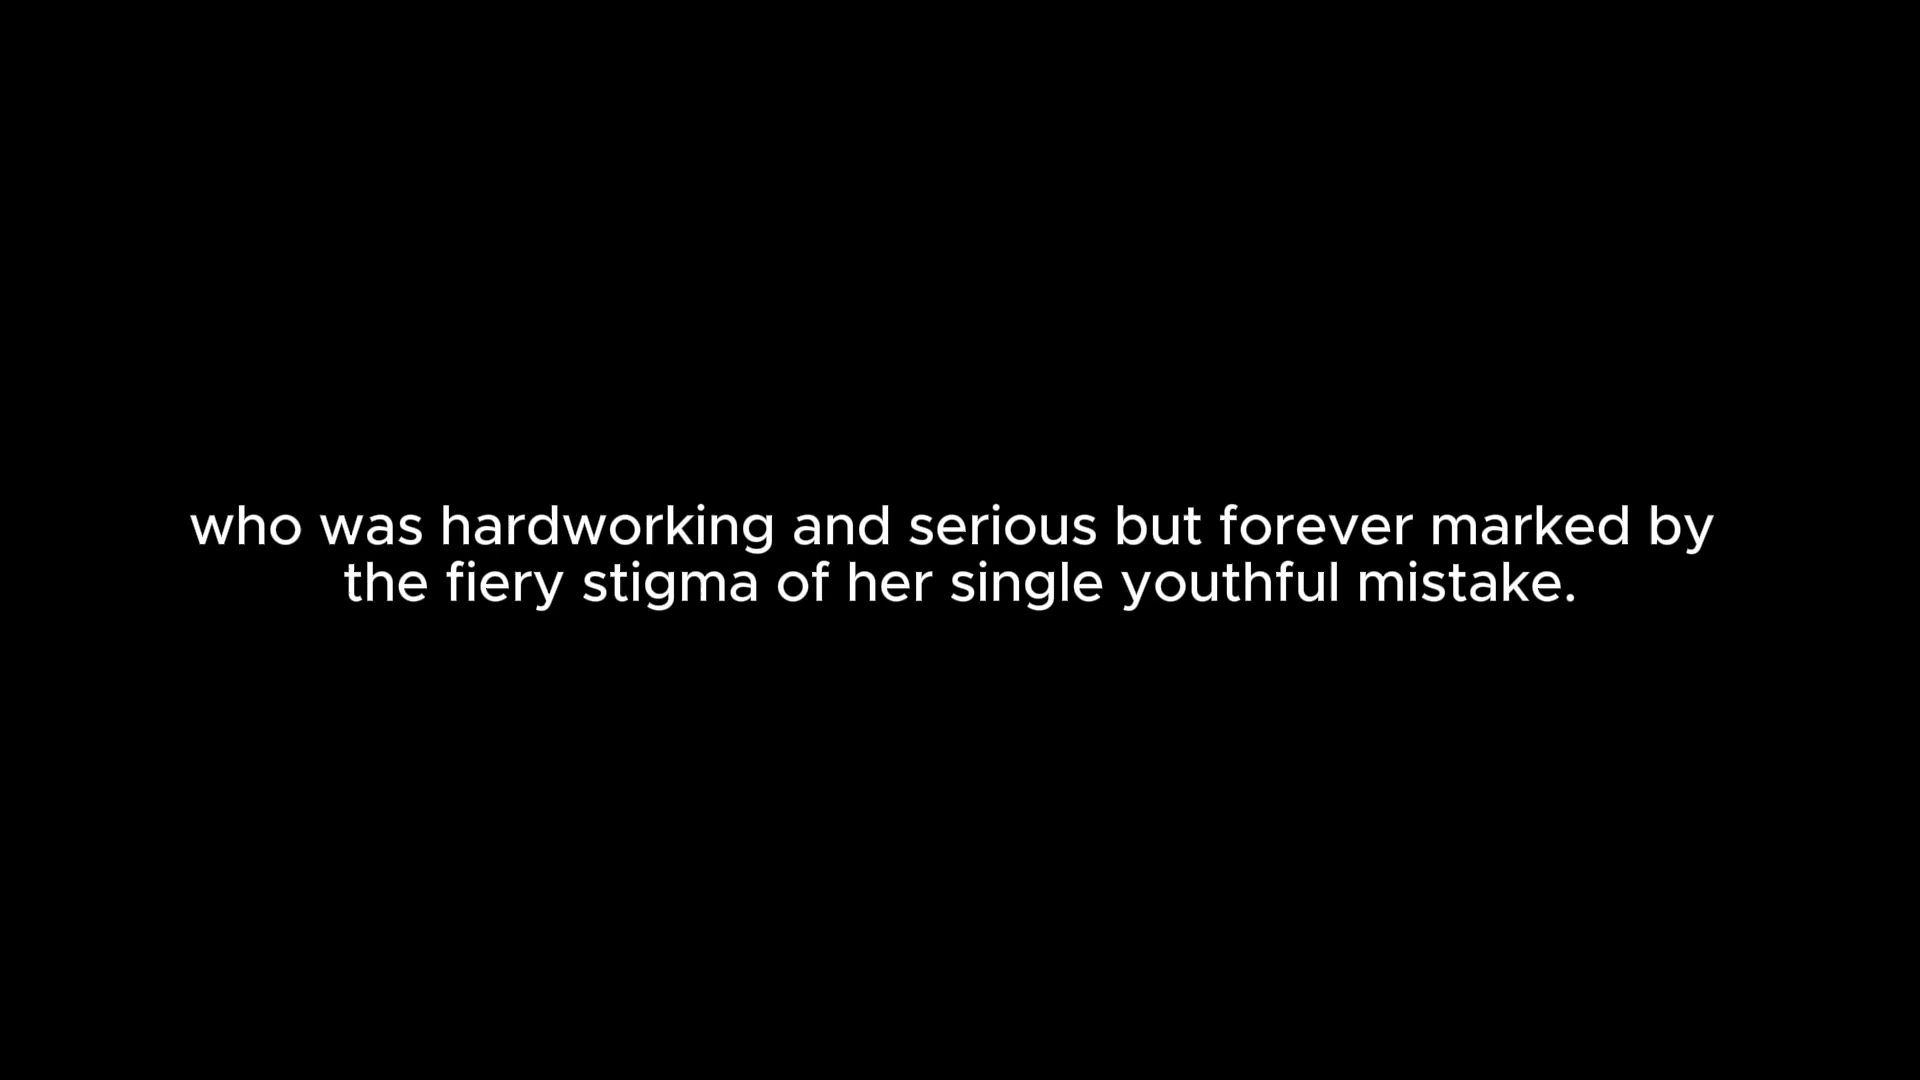 who was hardworking and serious but forever marked by
the fiery stigma of her single youthful mistake.